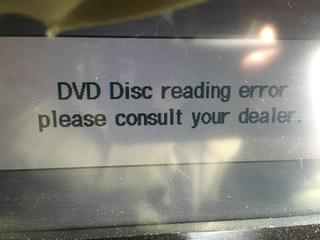 DVD Disc reading error
please consult your dealer.